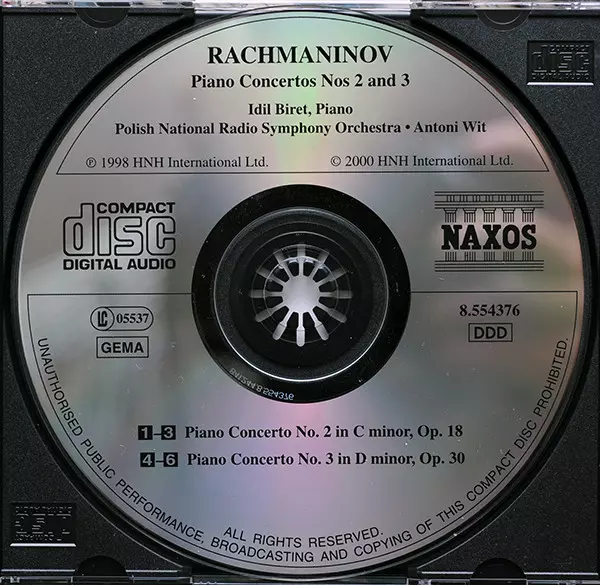 RACHMANINOV
Piano Concertos Nos 2 and 3
Idil Biret, Piano
Polish National Radio Symphony Orchestra • Antoni Wit
℗ 1998 HNH International Ltd.
© 2000 HNH International Ltd.
COMPACT
disc
DIGITAL AUDIO
NAXOS
LC 05537
GEMA
8.554376
DDD
1-3 Piano Concerto No. 2 in C minor, Op. 18
4-6 Piano Concerto No. 3 in D minor, Op. 30
ALL RIGHTS RESERVED.
UNAUTHORISED PUBLIC PERFORMANCE, BROADCASTING AND COPYING OF THIS COMPACT DISC PROHIBITED.